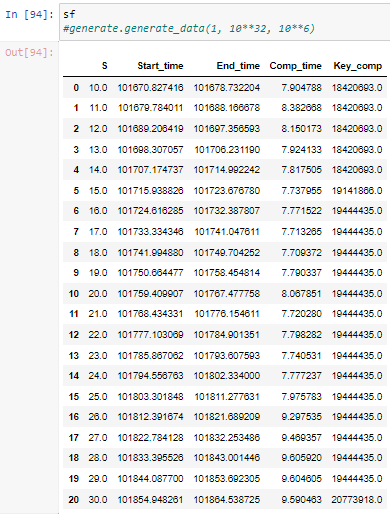 In [94]: sf
#generate.generate_data(1, 10**32, 10**6)
Out[94]:
S Start_time End_time Comp_time Key_comp
0 10.0 101670.827416 101678.732204 7.904788 18420693.0
1 11.0 101679.784011 101688.166678 8.382668 18420693.0
2 12.0 101689.206419 101697.356593 8.150173 18420693.0
3 13.0 101698.307057 101706.231190 7.924133 18420693.0
4 14.0 101707.174737 101714.992242 7.817505 18420693.0
5 15.0 101715.938826 101723.676780 7.737955 19141866.0
6 16.0 101724.616285 101732.387807 7.771522 19444435.0
7 17.0 101733.334346 101741.047611 7.713265 19444435.0
8 18.0 101741.994880 101749.704252 7.709372 19444435.0
9 19.0 101750.664477 101758.454814 7.790337 19444435.0
10 20.0 101759.409907 101767.477758 8.067851 19444435.0
11 21.0 101768.434331 101776.154611 7.720280 19444435.0
12 22.0 101777.103069 101784.901351 7.798282 19444435.0
13 23.0 101785.867062 101793.607593 7.740531 19444435.0
14 24.0 101794.556763 101802.334000 7.777237 19444435.0
15 25.0 101803.301848 101811.277631 7.975783 19444435.0
16 26.0 101812.391674 101821.689209 9.297535 19444435.0
17 27.0 101822.784128 101832.253486 9.469357 19444435.0
18 28.0 101833.395526 101843.001446 9.605920 19444435.0
19 29.0 101844.087700 101853.692305 9.604605 19444435.0
20 30.0 101854.948261 101864.538725 9.590463 20773918.0